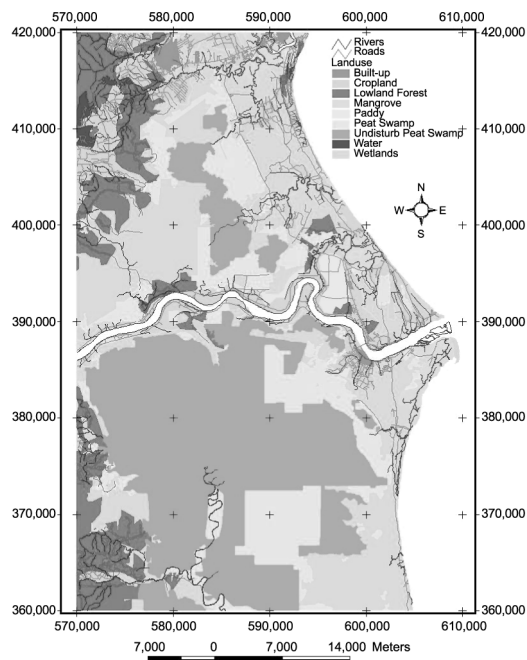 570,000 580,000 590,000 600,000 610,000
420,000 420,000
Rivers
Roads
Landuse
Built-up
Cropland
Lowland Forest
Mangrove
Paddy
Peat Swamp
Undisturb Peat Swamp
Water
Wetlands
410,000 410,000
N
W E
S
400,000 400,000
390,000 390,000
380,000 380,000
370,000 370,000
360,000 360,000
570,000 580,000 590,000 600,000 610,000
7,000 0 7,000 14,000 Meters